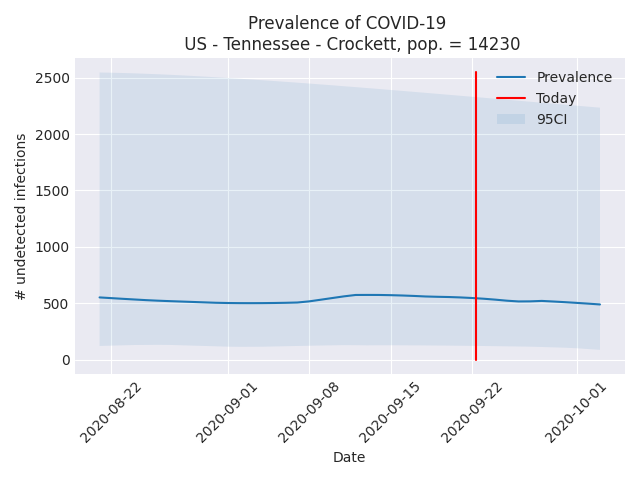 Prevalence of COVID-19
US - Tennessee - Crockett, pop. = 14230
Prevalence
Today
95CI
2500
2000
1500
1000
500
0
# undetected infections
2020-08-22
2020-09-01
2020-09-08
2020-09-15
2020-09-22
2020-10-01
Date